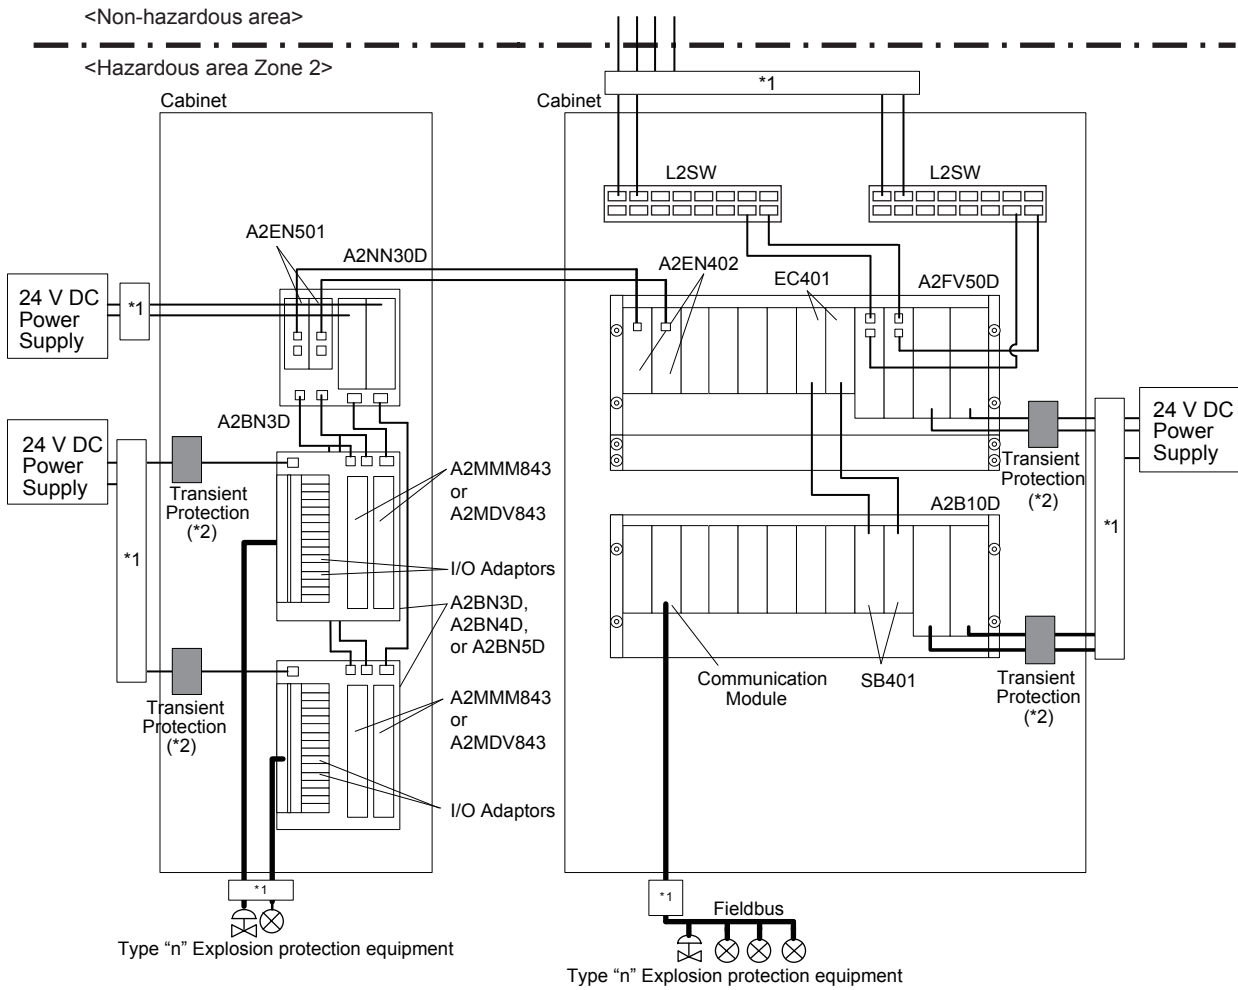 <Non-hazardous area>
<Hazardous area Zone 2>
*1
Cabinet
Cabinet
L2SW
L2SW
A2EN501
A2NN30D
A2EN402
EC401
A2FV50D
24 V DC
Power
Supply
*1
A2BN3D
24 V DC
Power
Supply
Transient
Protection
(*2)
*1
A2MMM843
or
A2MDV843
I/O Adaptors
A2BN3D,
A2BN4D,
or A2BN5D
24 V DC
Power
Supply
Transient
Protection
(*2)
A2B10D
*1
Transient
Protection
(*2)
A2MMM843
or
A2MDV843
I/O Adaptors
Communication
Module
SB401
Transient
Protection
(*2)
*1
*1
Fieldbus
Type “n” Explosion protection equipment
Type “n” Explosion protection equipment